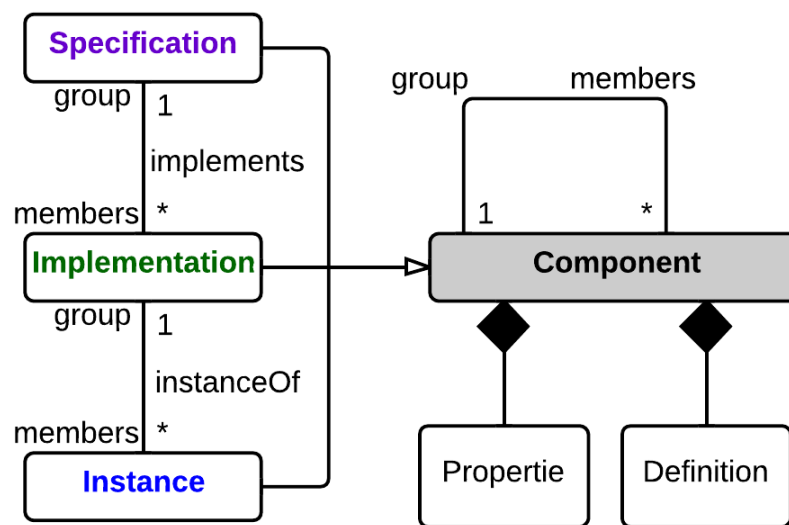 Specification
group
1
implements
members
*
Implementation
group
1
instanceOf
members
*
Instance
group
members
1
*
Component
Propertie
Definition